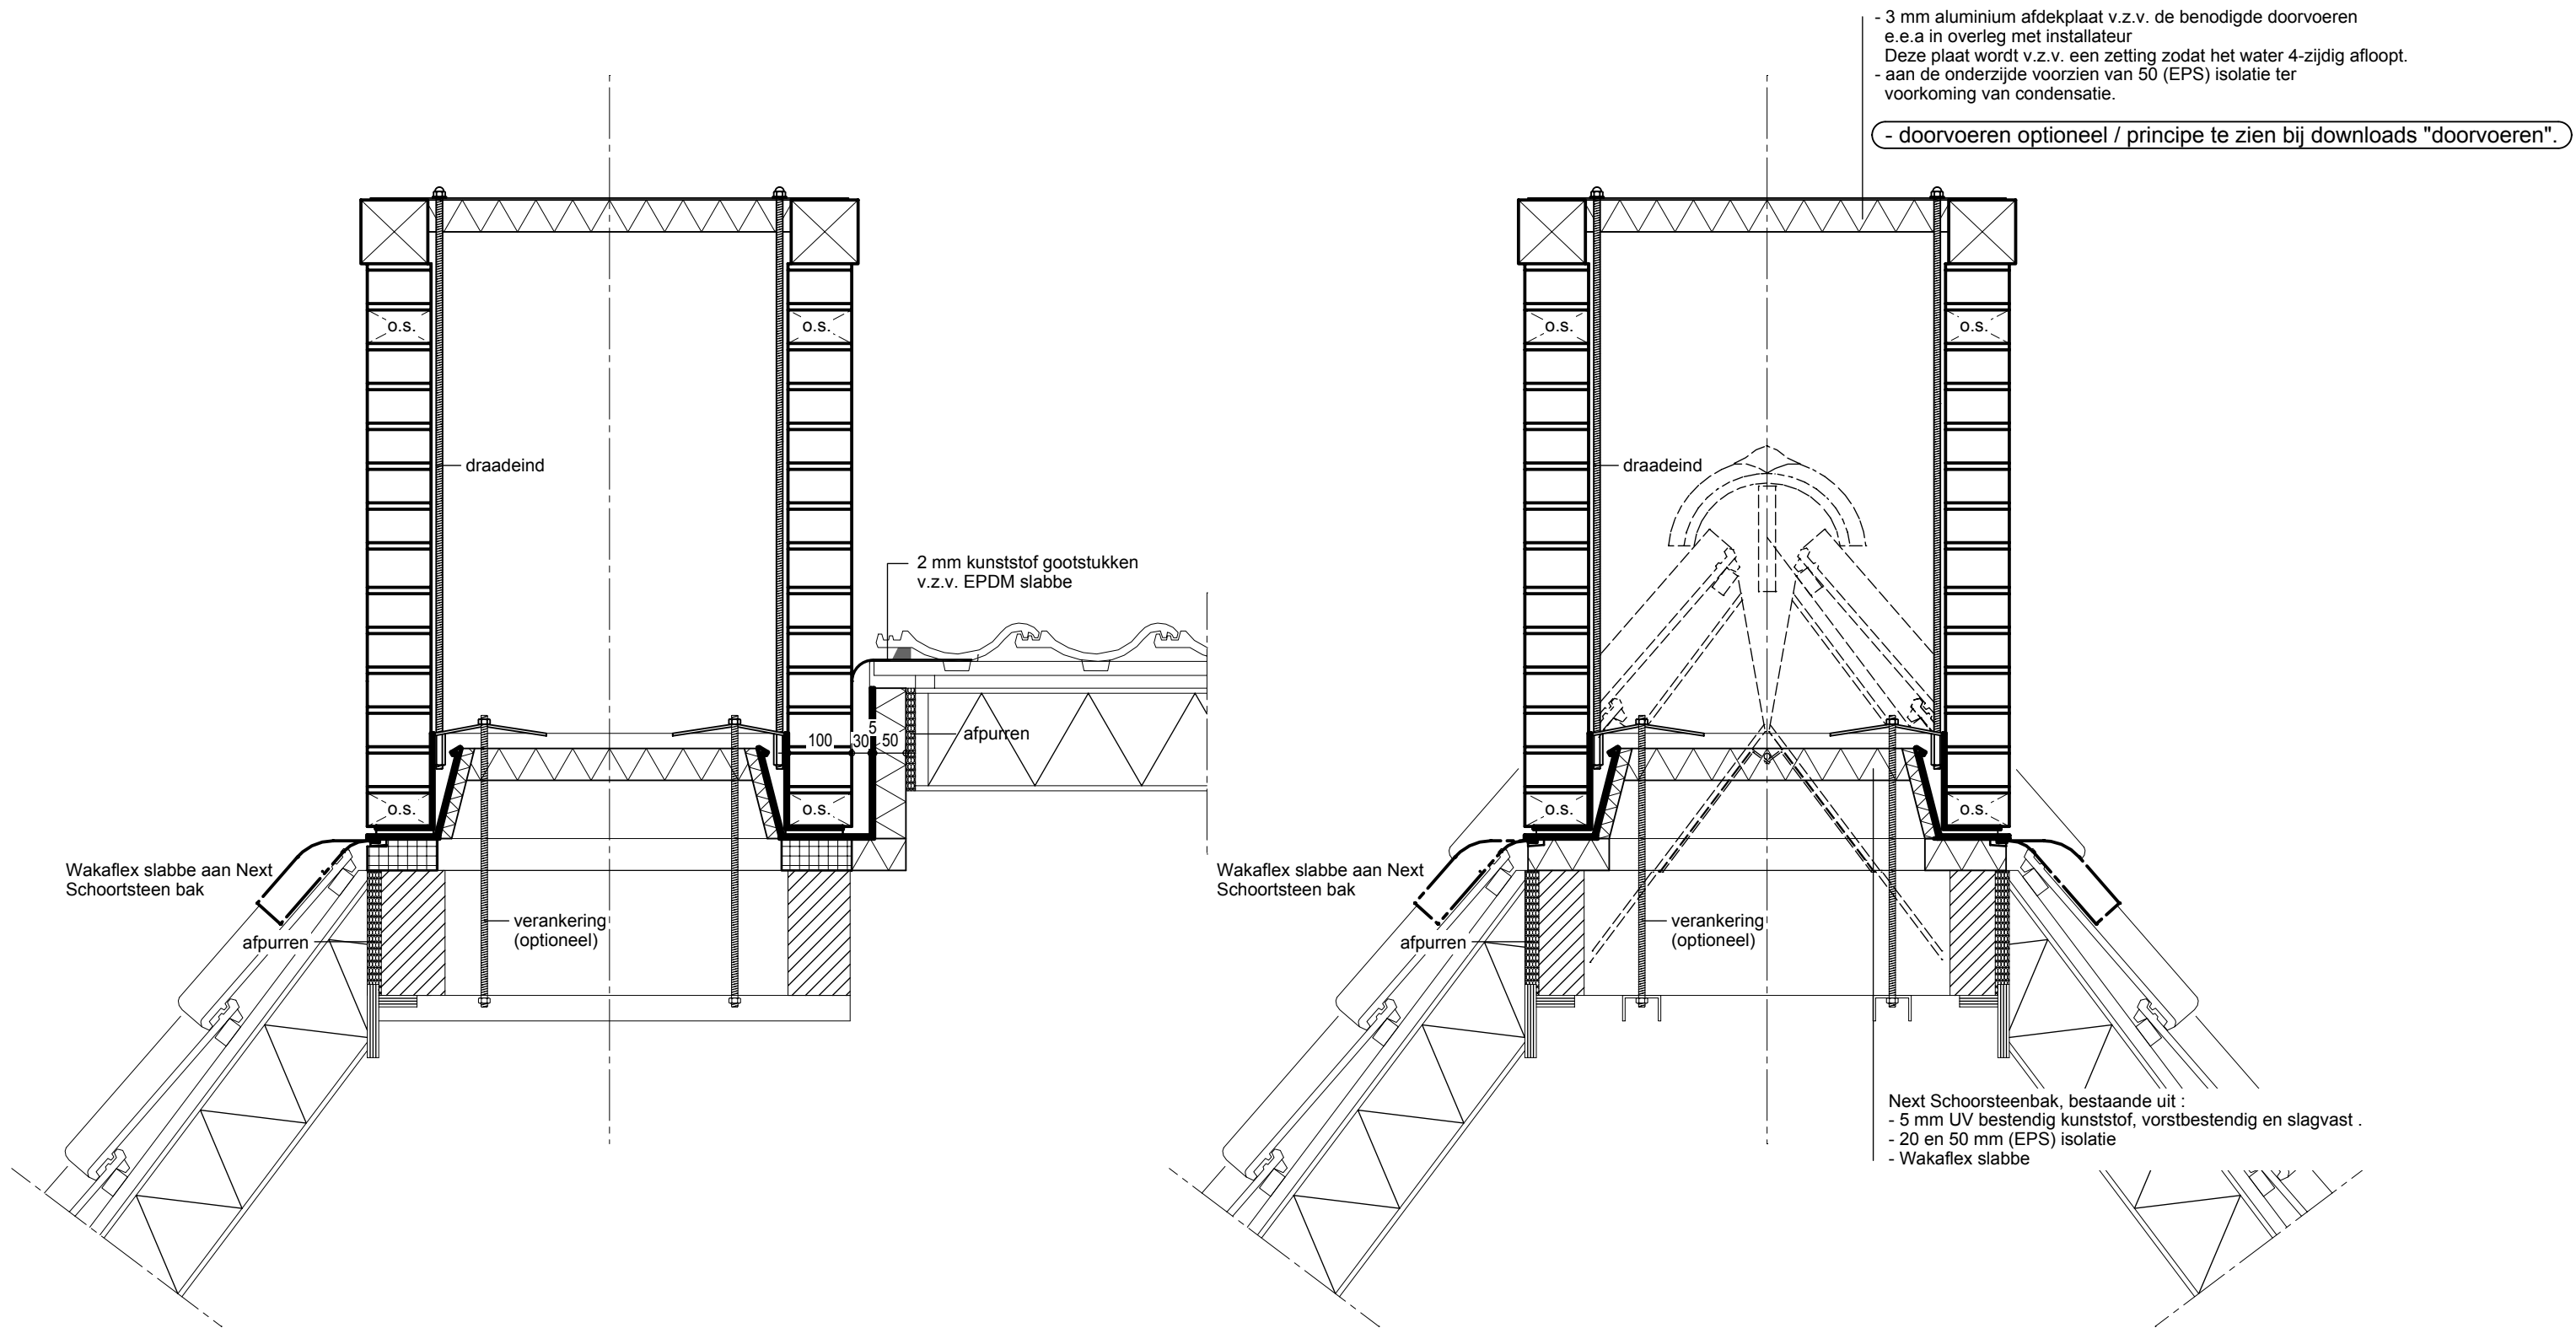 - 3 mm aluminium afdekplaat v.z.v. de benodigde doorvoeren
e.e.a in overleg met installateur
Deze plaat wordt v.z.v. een zetting zodat het water 4-zijdig afloopt.
- aan de onderzijde voorzien van 50 (EPS) isolatie ter
voorkoming van condensatie.
- doorvoeren optioneel / principe te zien bij downloads "doorvoeren".
o.s.
o.s.
draadeind
2 mm kunststof gootstukken
v.z.v. EPDM slabbe
100
30
5
50
afpurren
o.s.
o.s.
Wakaflex slabbe aan Next
Schoortsteen bak
afpurren
verankering
(optioneel)
o.s.
o.s.
draadeind
o.s.
o.s.
Wakaflex slabbe aan Next
Schoortsteen bak
afpurren
verankering
(optioneel)
Next Schoorsteenbak, bestaande uit :
- 5 mm UV bestendig kunststof, vorstbestendig en slagvast .
- 20 en 50 mm (EPS) isolatie
- Wakaflex slabbe